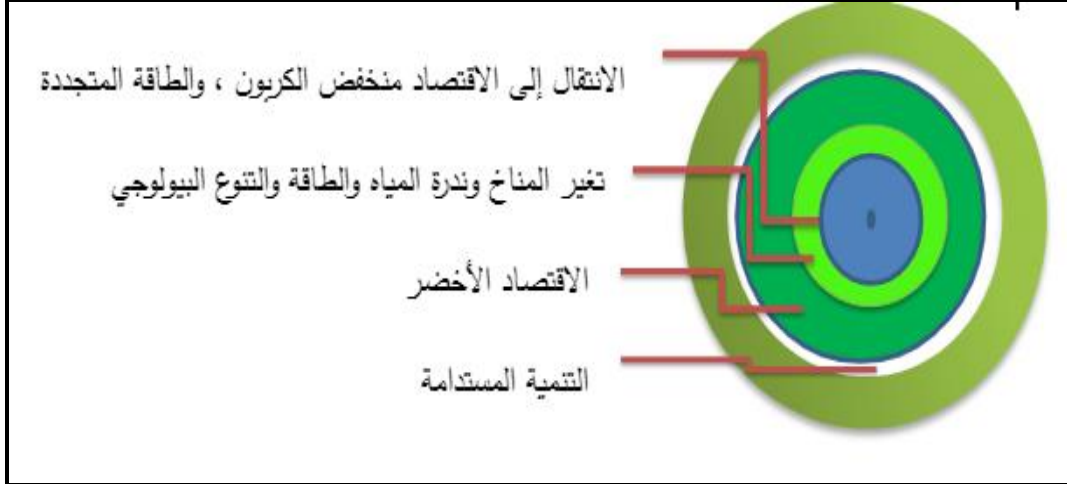 الانتقال إلى الاقتصاد منخفض الكربون ، والطاقة المتجددة
تغير المناخ وندرة المياه والطاقة والتنوع البيولوجي
الاقتصاد الأخضر
التنمية المستدامة